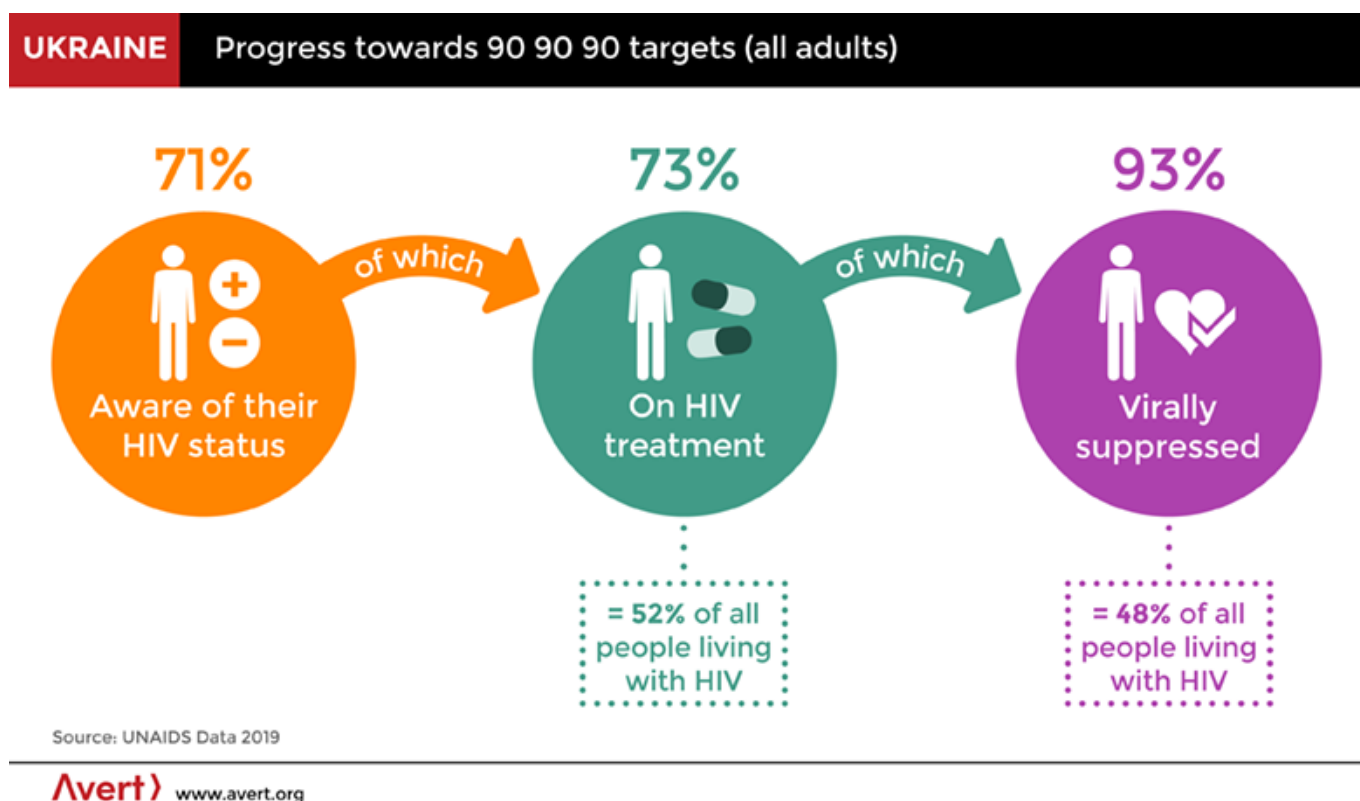 UKRAINE Progress towards 90 90 90 targets (all adults)
71%
of which
Aware of their
HIV status
73%
of which
On HIV
treatment
= 52% of all
people living
with HIV
93%
Virally
suppressed
= 48% of all
people living
with HIV
Source: UNAIDS Data 2019
Avert www.avert.org